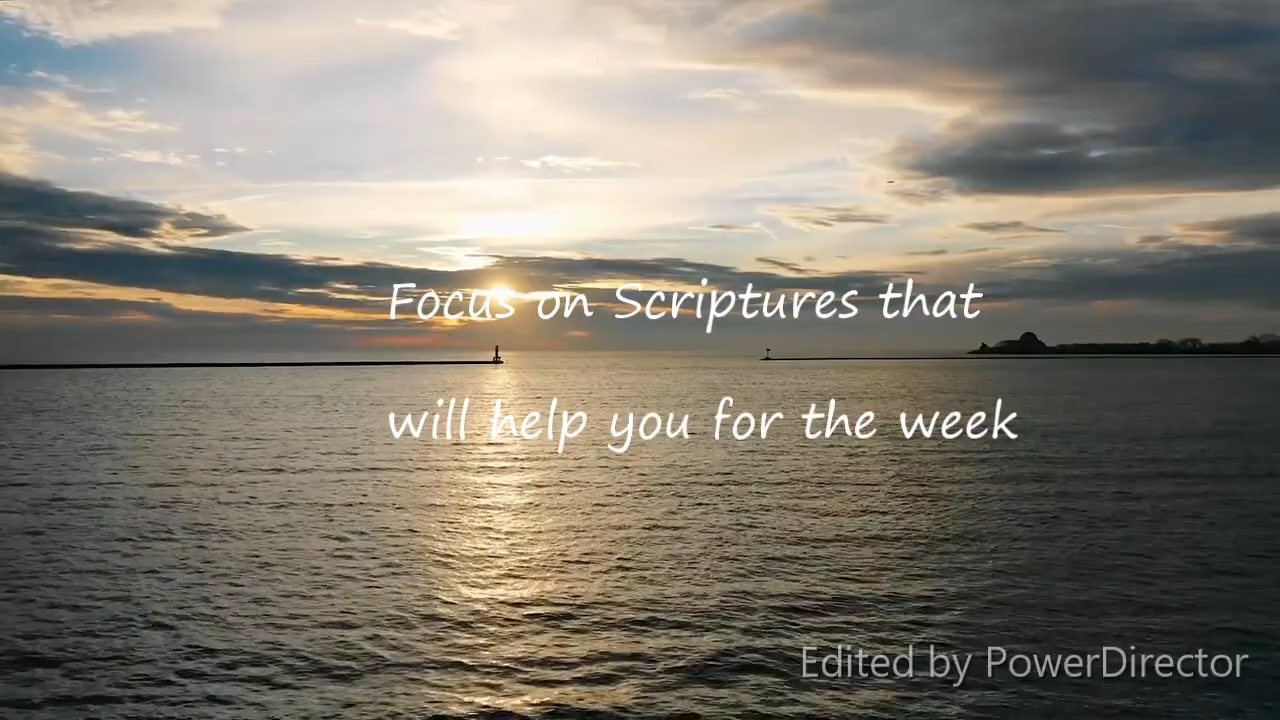 Focus on Scriptures that
will help you for the week
Edited by PowerDirector